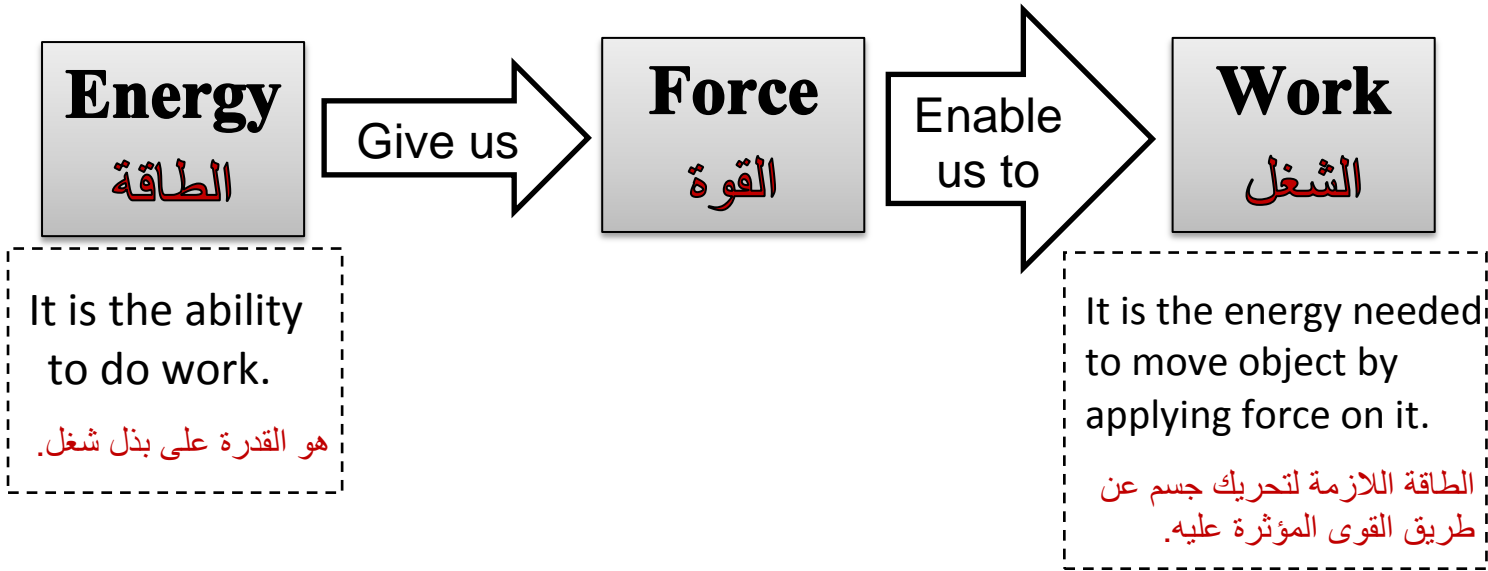 Energy
الطاقة
Give us
Force
القوة
Enable
us to
Work
الشغل
It is the ability
to do work.
هو القدرة على بذل شغل.
It is the energy needed
to move object by
applying force on it.
الطاقة اللازمة لتحريك جسم عن
طريق القوى المؤثرة عليه.